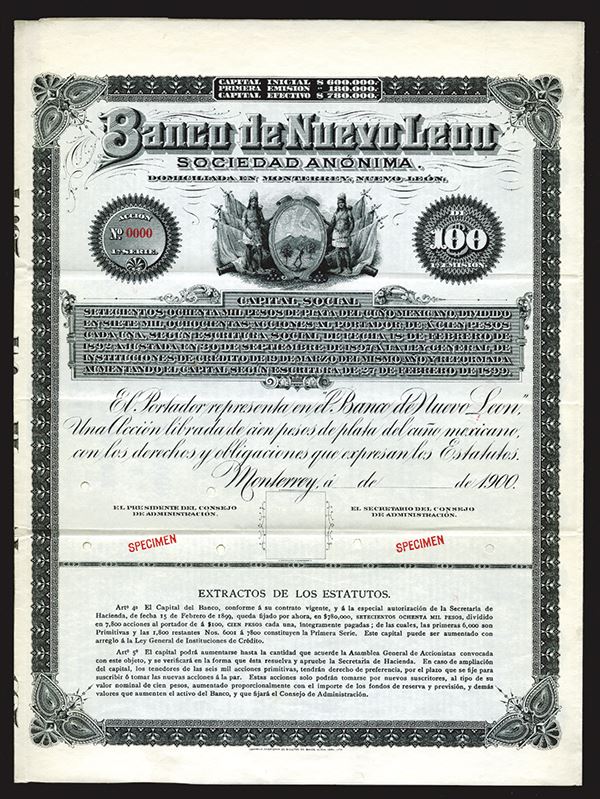 CAPITAL INICIAL $ 600,000.
PRIMERA EMISION " 180,000.
CAPITAL EFECTIVO $ 780,000.
Banco de Nuevo Leon
SOCIEDAD ANÓNIMA.
DOMICILIADA EN MONTERREY, NUEVO LEÓN.
ACCION
No. 0000
1a SERIE.
DE
100
EMISION
CAPITAL SOCIAL
SETECIENTOS OCHENTA MIL PESOS DE PLATA DEL CUÑO MEXICANO, DIVIDIDO
EN SIETE MIL OCHOCIENTAS ACCIONES AL PORTADOR DE Á CIEN PESOS
CADA UNA, SEGUN ESCRITURA SOCIAL DE FECHA 18 DE FEBRERO DE
1892, AJUSTADA EN 30 DE SEPTIEMBRE DE 1897 Á LA LEY GENERAL DE
INSTITUCIONES DE CRÉDITO DE 19 DE MARZO DEL MISMO AÑO Y REFORMADA
AUMENTANDO EL CAPITAL SEGUN ESCRITURA DE 27 DE FEBRERO DE 1899.
El Portador representa en el "Banco de Nuevo Leon,"
Una Acción librada de cien pesos de plata del cuño mexicano,
con los derechos y obligaciones que expresan los Estatutos.
Monterrey, á de de 1900.
EL PRESIDENTE DEL CONSEJO
DE ADMINISTRACIÓN.
EL SECRETARIO DEL CONSEJO
DE ADMINISTRACIÓN.
SPECIMEN
SPECIMEN
EXTRACTOS DE LOS ESTATUTOS.
Arto. 4o El Capital del Banco, conforme á su contrato vigente, y á la especial autorización de la Secretaria de
Hacienda, de fecha 15 de Febrero de 1899, queda fijado por ahora, en $780,000, SETECIENTOS OCHENTA MIL PESOS, dividido
en 7,800 acciones al portador de á $100, CIEN PESOS cada una, integramente pagadas; de las cuales, las primeras 6,000 son
Primitivas y las 1,800 restantes Nos. 6001 á 7800 constituyen la Primera Serie. Este capital puede ser aumentado con
arreglo á la Ley General de Instituciones de Crédito.
Arto. 5o El capital podrá aumentarse hasta la cantidad que acuerde la Asamblea General de Accionistas convocada
con este objeto, y se verificará en la forma que ésta resuelva y apruebe la Secretaria de Hacienda. En caso de ampliación
del capital, los tenedores de las seis mil acciones primitivas, tendrán derecho de preferencia, por el plazo que se fije para
suscribir ó tomar las nuevas acciones á la par. Estas acciones solo podrán tomarse por nuevos suscritores, al tipo de su
valor nominal de cien pesos, aumentado proporcionalmente con el importe de los fondos de reserva y previsión, y demás
valores que aumenten el activo del Banco, y que fijará el Consejo de Administración.